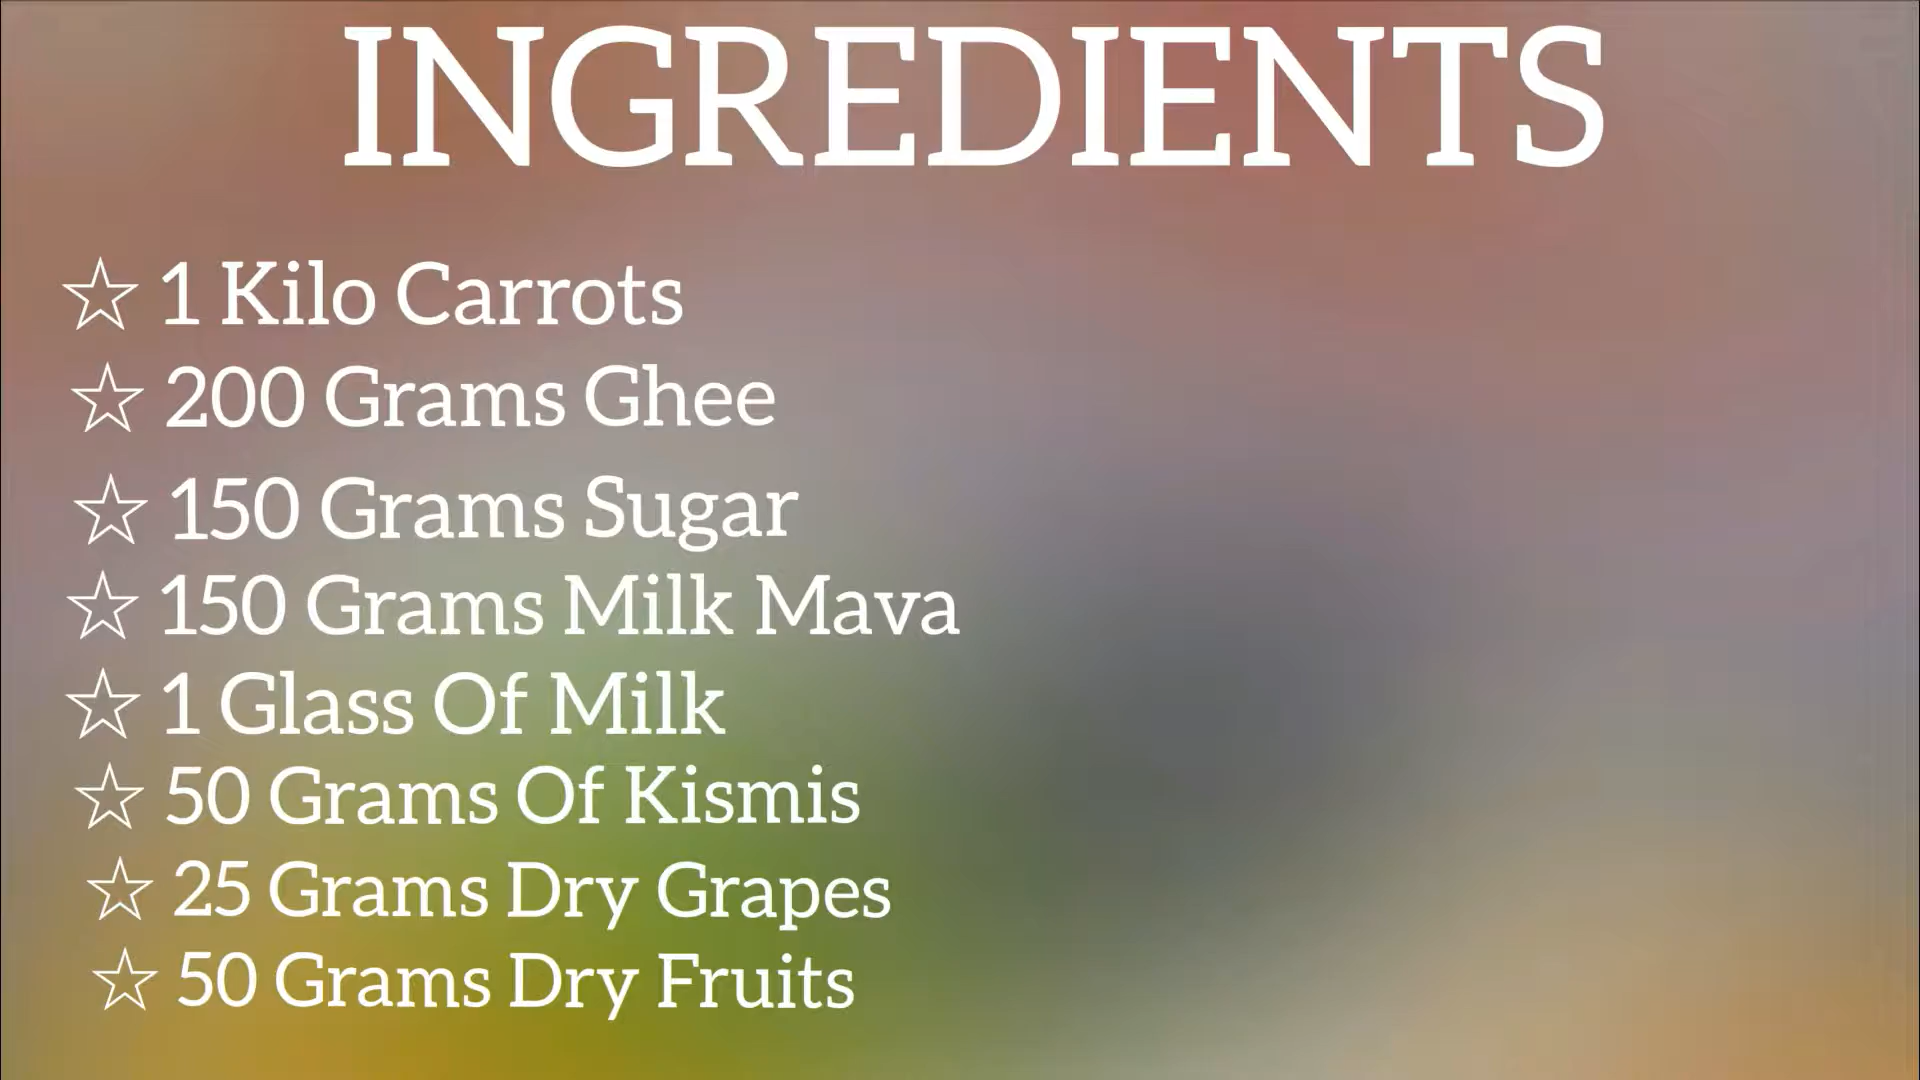 INGREDIENTS
☆ 1 Kilo Carrots
☆ 200 Grams Ghee
☆ 150 Grams Sugar
☆ 150 Grams Milk Mava
☆ 1 Glass Of Milk
☆ 50 Grams Of Kismis
☆ 25 Grams Dry Grapes
☆ 50 Grams Dry Fruits